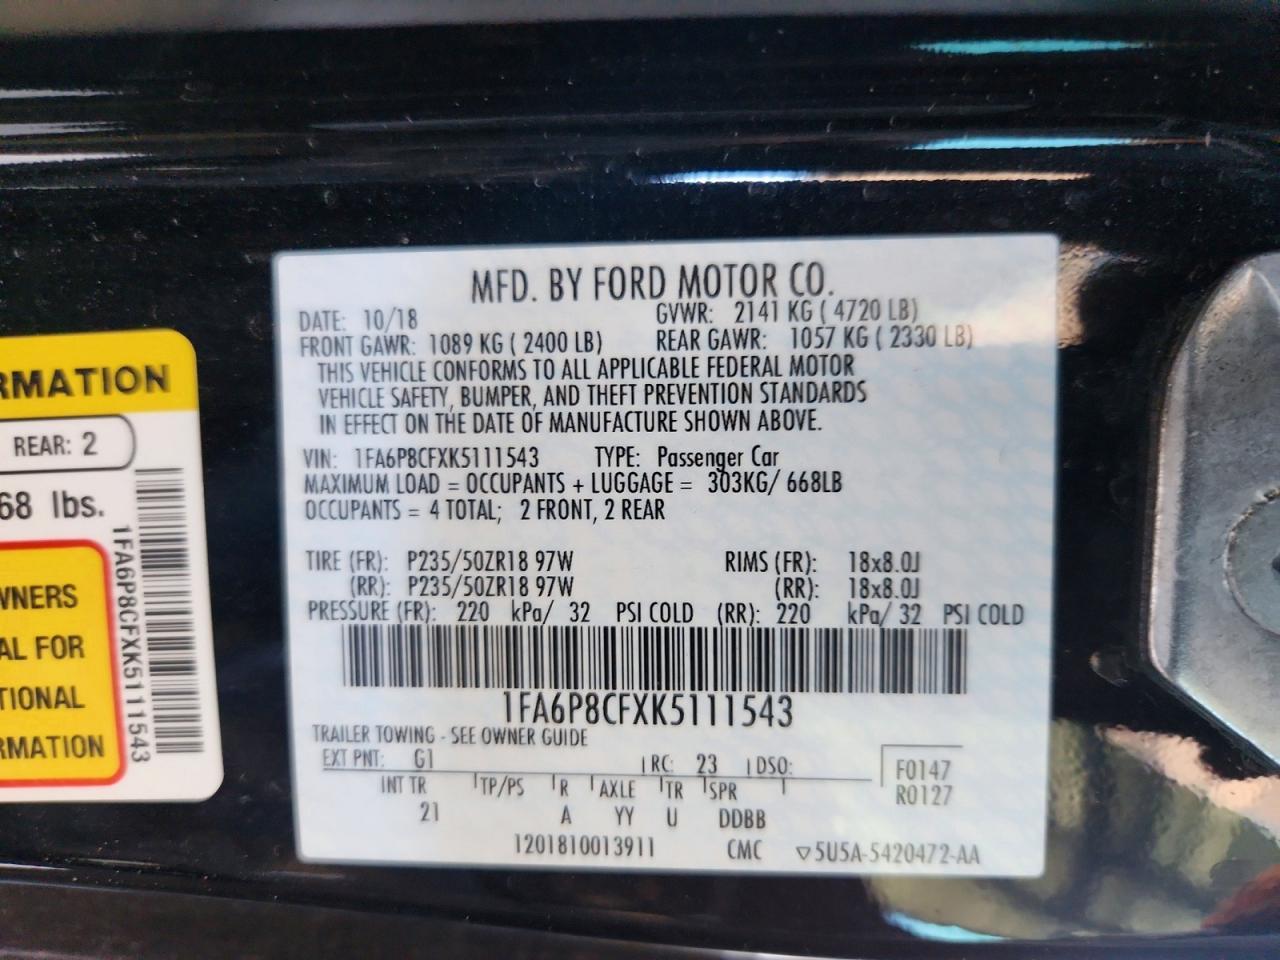 MFD. BY FORD MOTOR CO.
DATE: 10/18 GVWR: 2141 KG ( 4720 LB)
FRONT GAWR: 1089 KG ( 2400 LB) REAR GAWR: 1057 KG ( 2330 LB)
THIS VEHICLE CONFORMS TO ALL APPLICABLE FEDERAL MOTOR
VEHICLE SAFETY, BUMPER, AND THEFT PREVENTION STANDARDS
IN EFFECT ON THE DATE OF MANUFACTURE SHOWN ABOVE.
VIN: 1FA6P8CFXK5111543 TYPE: Passenger Car
MAXIMUM LOAD = OCCUPANTS + LUGGAGE = 303KG/ 668LB
OCCUPANTS = 4 TOTAL; 2 FRONT, 2 REAR
TIRE (FR): P235/50ZR18 97W RIMS (FR): 18x8.0J
(RR): P235/50ZR18 97W (RR): 18x8.0J
PRESSURE (FR): 220 kPa/ 32 PSI COLD (RR): 220 kPa/ 32 PSI COLD
1FA6P8CFXK5111543
TRAILER TOWING - SEE OWNER GUIDE
EXT PNT: G1 RC: 23 DSO: F0147
R0127
INT TR TP/PS R AXLE TR SPR
21 A YY U DDBB
1201810013911 CMC ▽5U5A-5420472-AA
RMATION
REAR: 2
68 lbs.
WNERS
AL FOR
TIONAL
RMATION
1FA6P8CFXK5111543